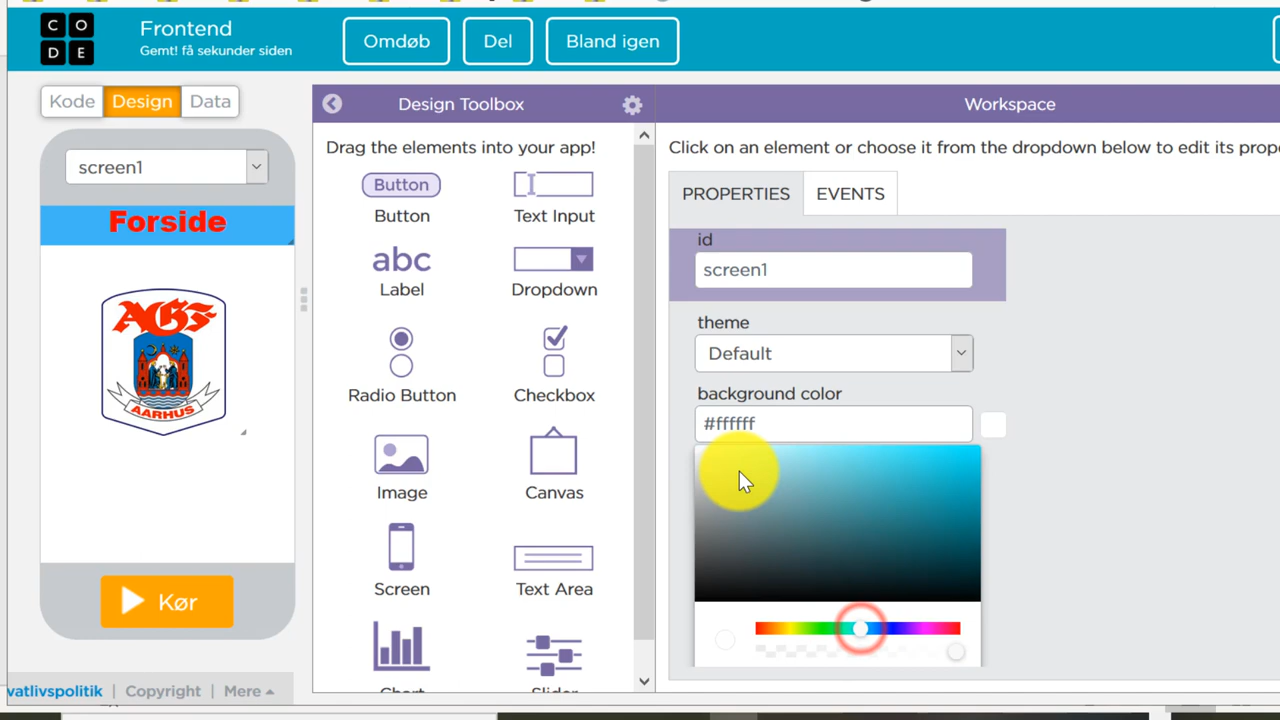 CODE
Frontend
Gemt! få sekunder siden
Omdøb
Del
Bland igen
Kode
Design
Data
screen1
Forside
AGF
AARHUS
Kør
vatlivspolitik | Copyright | Mere
Design Toolbox
Drag the elements into your app!
Button
Button
Text Input
abc
Label
Dropdown
Radio Button
Checkbox
Image
Canvas
Screen
Text Area
Chart
Slider
Workspace
Click on an element or choose it from the dropdown below to edit its prope
PROPERTIES
EVENTS
id
screen1
theme
Default
background color
#ffffff